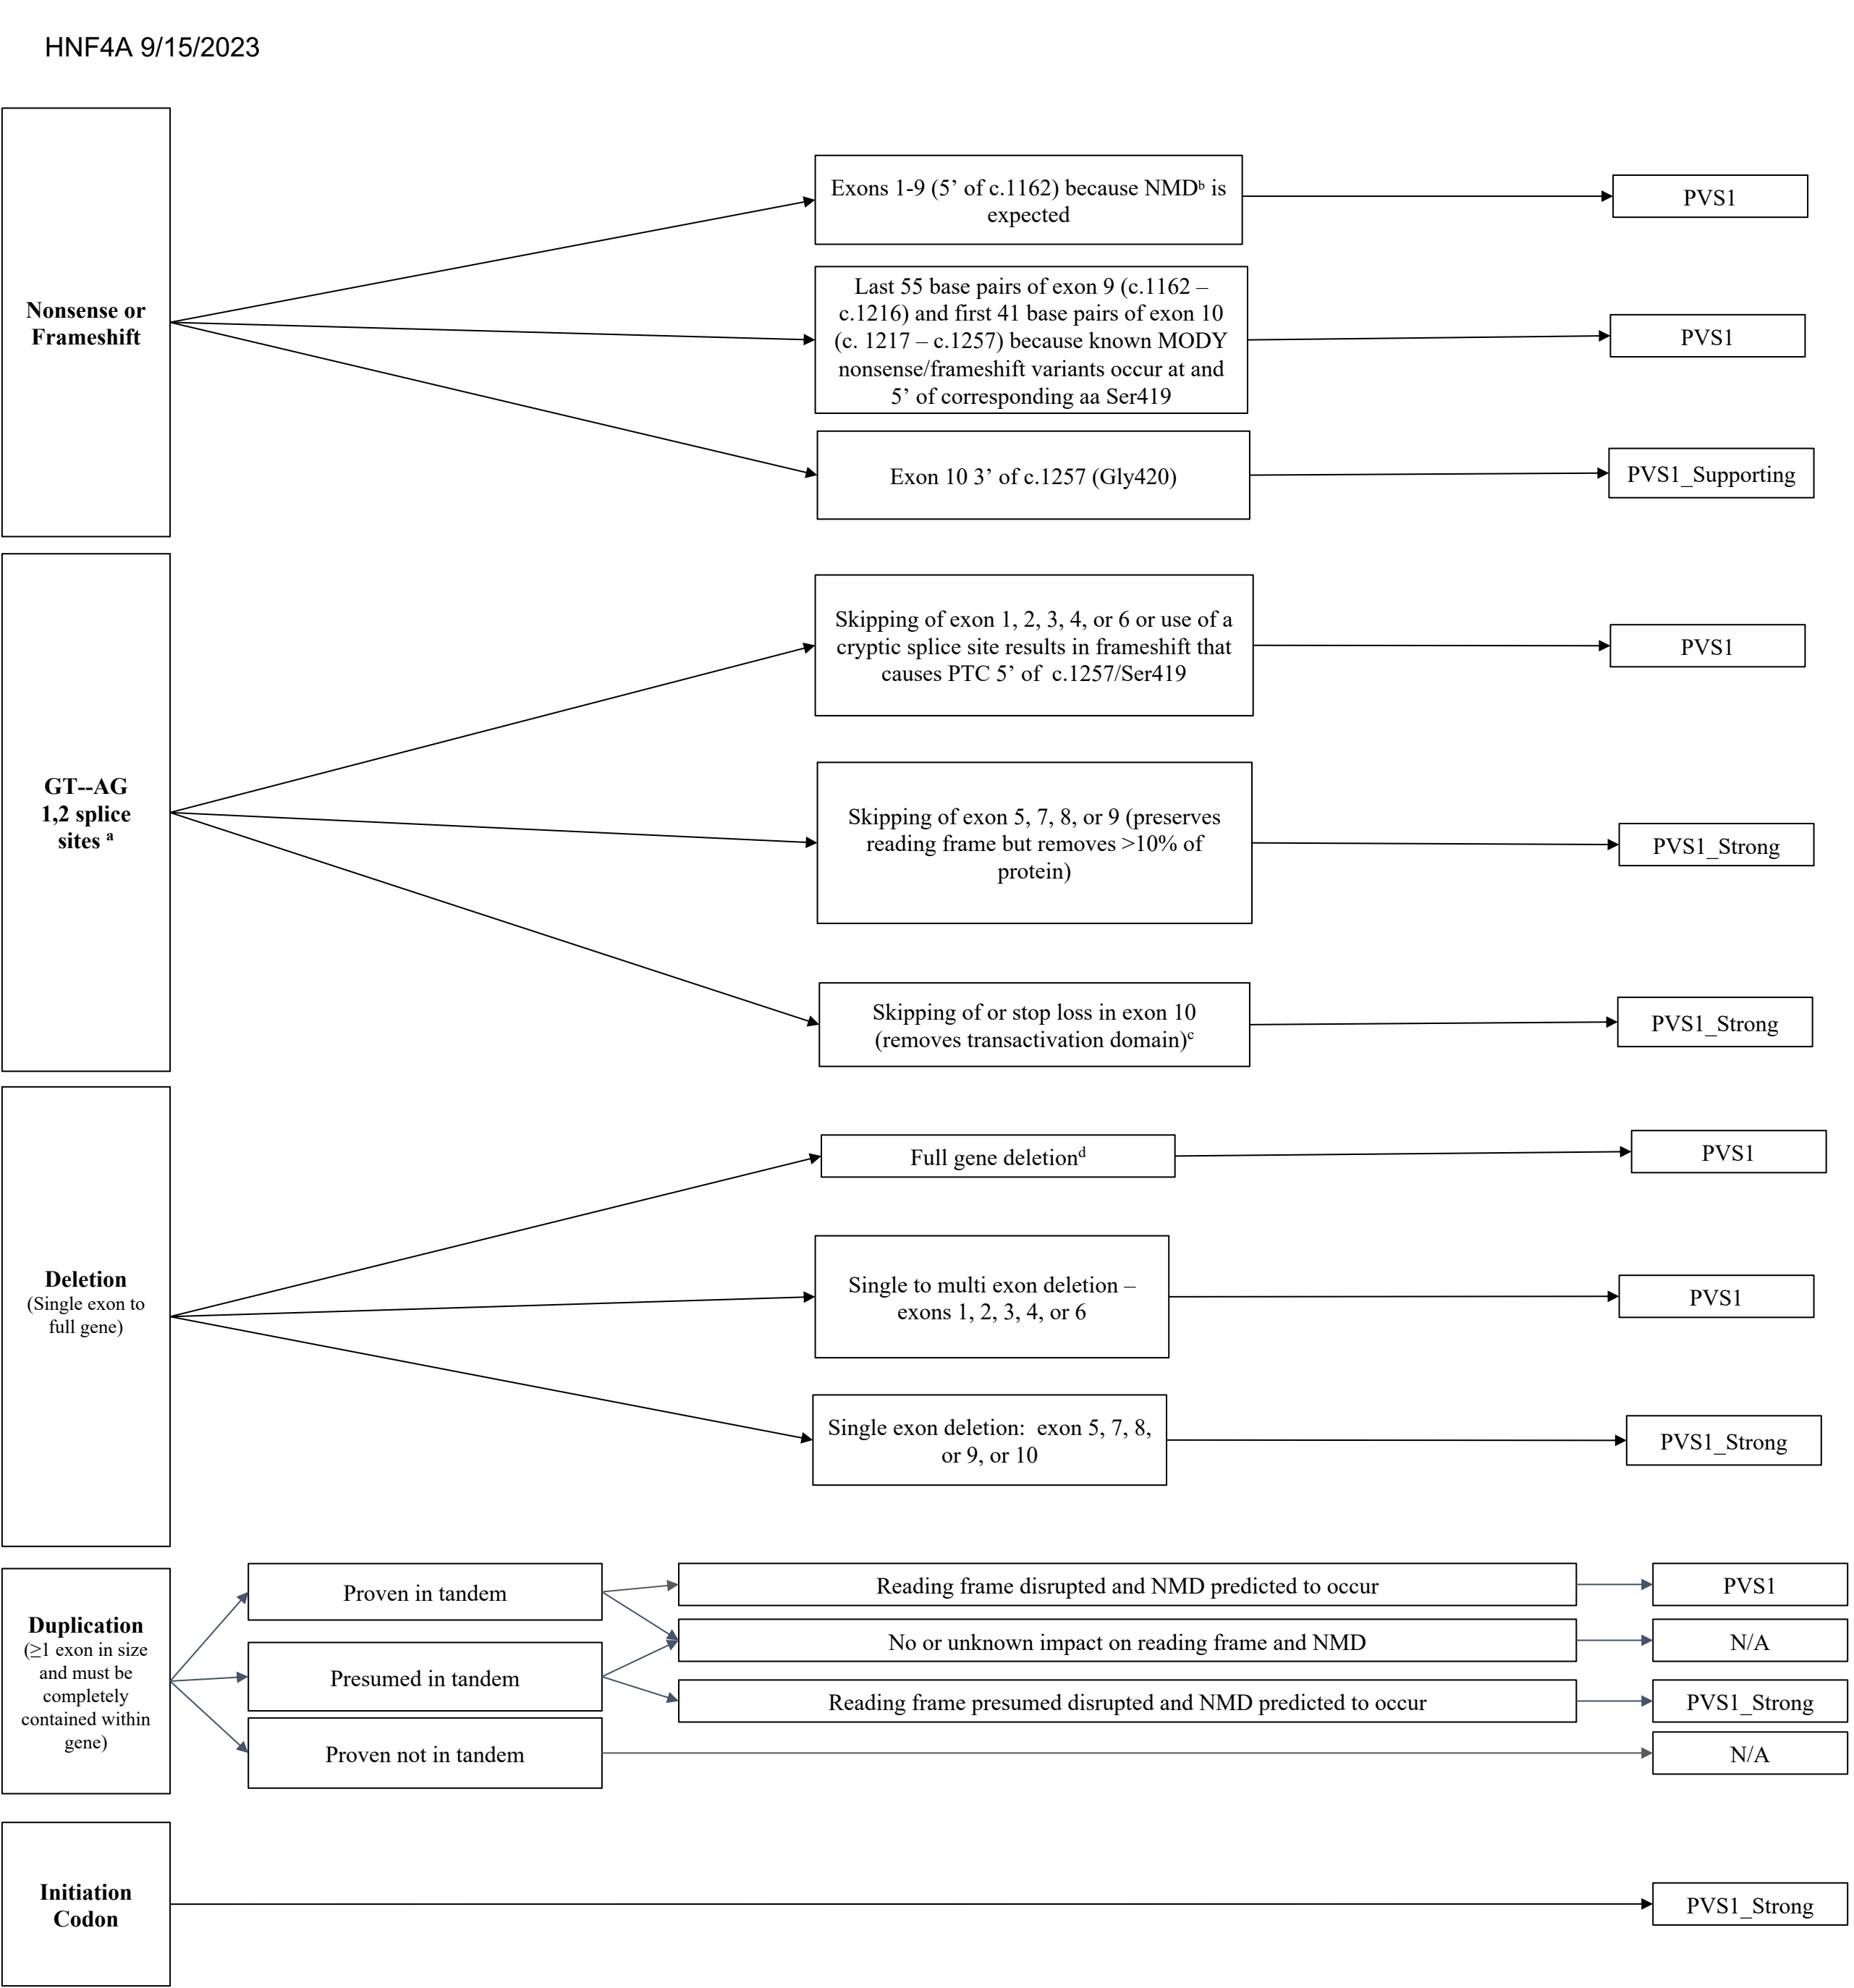 HNF4A 9/15/2023
Nonsense or
Frameshift
Exons 1-9 (5’ of c.1162) because NMDᵇ is
expected
PVS1
Last 55 base pairs of exon 9 (c.1162 –
c.1216) and first 41 base pairs of exon 10
(c. 1217 – c.1257) because known MODY
nonsense/frameshift variants occur at and
5’ of corresponding aa Ser419
PVS1
Exon 10 3’ of c.1257 (Gly420)
PVS1_Supporting
GT--AG
1,2 splice
sites ᵃ
Skipping of exon 1, 2, 3, 4, or 6 or use of a
cryptic splice site results in frameshift that
causes PTC 5’ of  c.1257/Ser419
PVS1
Skipping of exon 5, 7, 8, or 9 (preserves
reading frame but removes >10% of
protein)
PVS1_Strong
Skipping of or stop loss in exon 10
(removes transactivation domain)ᶜ
PVS1_Strong
Deletion
(Single exon to
full gene)
Full gene deletionᵈ
PVS1
Single to multi exon deletion –
exons 1, 2, 3, 4, or 6
PVS1
Single exon deletion:  exon 5, 7, 8,
or 9, or 10
PVS1_Strong
Duplication
(≥1 exon in size
and must be
completely
contained within
gene)
Proven in tandem
Presumed in tandem
Proven not in tandem
Reading frame disrupted and NMD predicted to occur
PVS1
No or unknown impact on reading frame and NMD
N/A
Reading frame presumed disrupted and NMD predicted to occur
PVS1_Strong
N/A
Initiation
Codon
PVS1_Strong